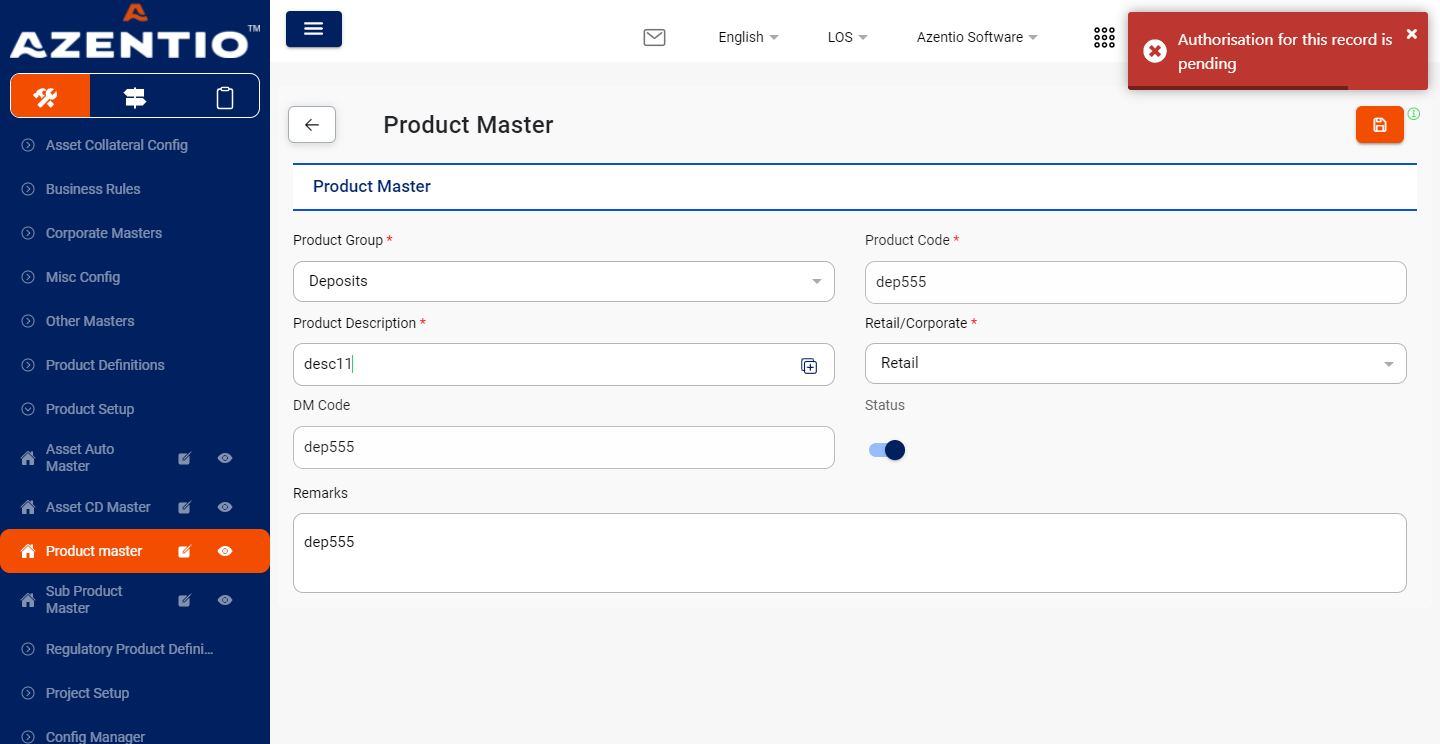 AZENTIO TM
Asset Collateral Config
Business Rules
Corporate Masters
Misc Config
Other Masters
Product Definitions
Product Setup
Asset Auto
Master
Asset CD Master
Product master
Sub Product
Master
Regulatory Product Defini...
Project Setup
Config Manager
English
LOS
Azentio Software
Authorisation for this record is
pending
Product Master
Product Master
Product Group *
Product Code *
Deposits
dep555
Product Description *
Retail/Corporate *
desc11
Retail
DM Code
Status
dep555
Remarks
dep555